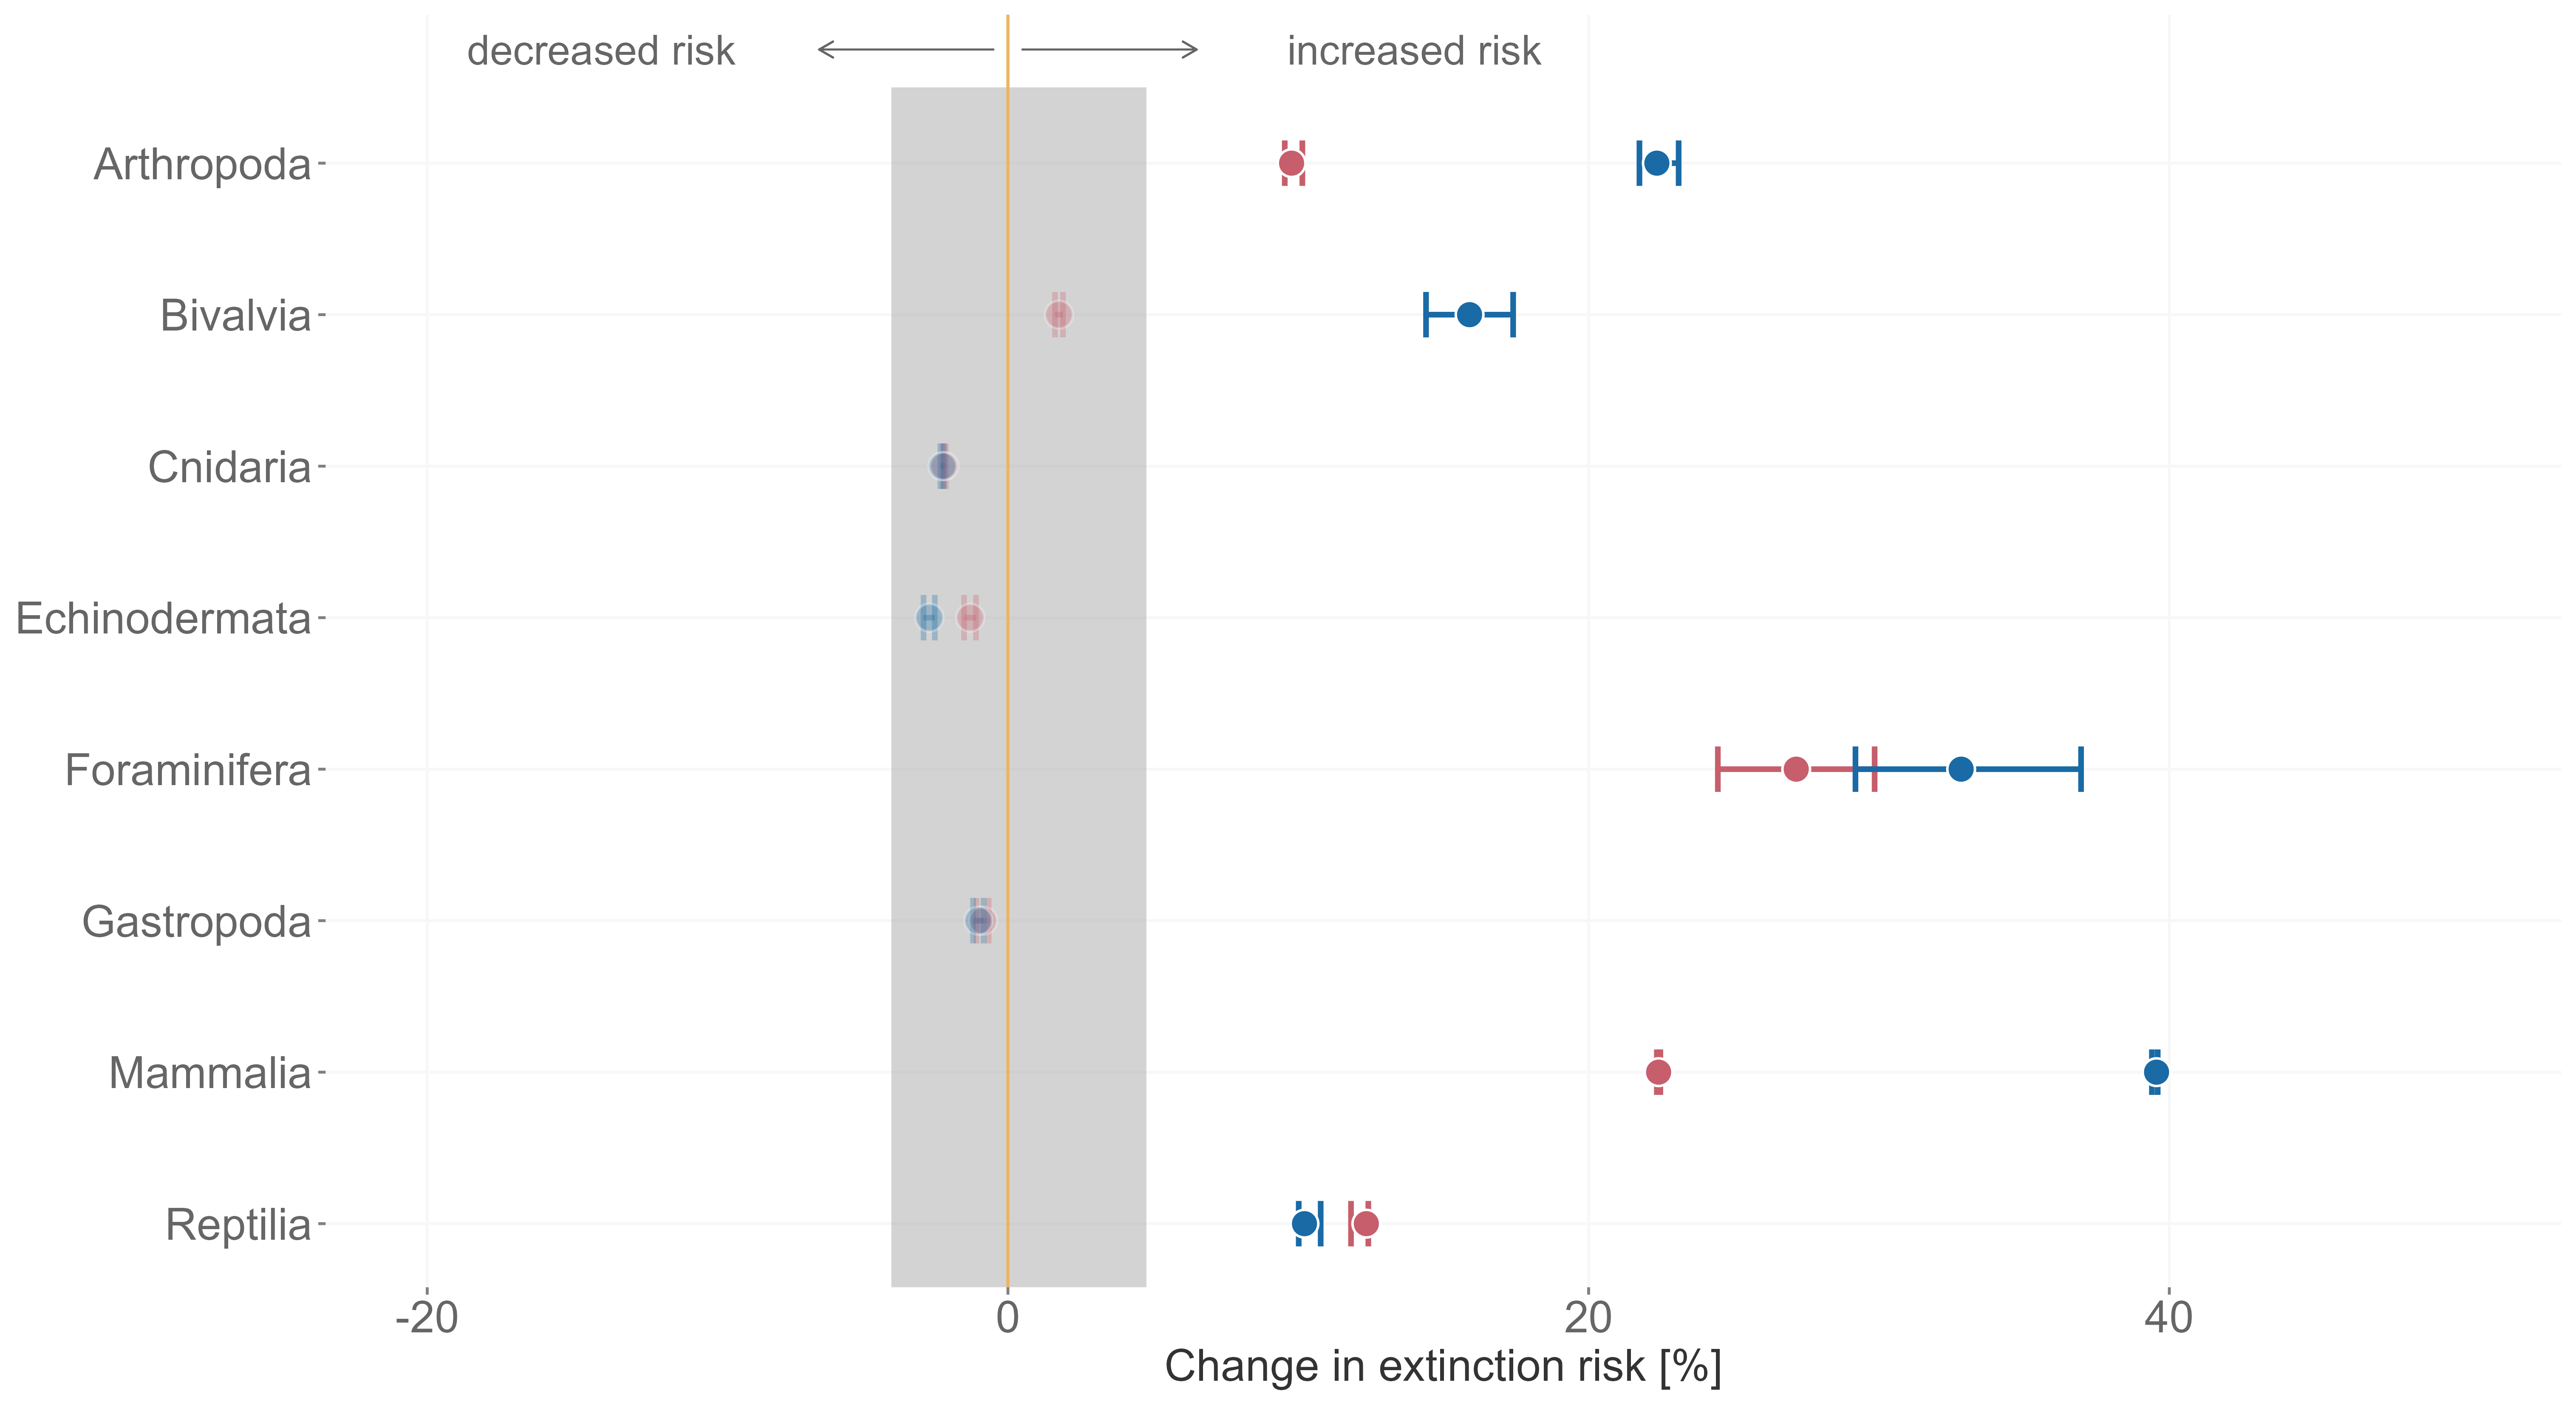 decreased risk
increased risk
Arthropoda
Bivalvia
Cnidaria
Echinodermata
Foraminifera
Gastropoda
Mammalia
Reptilia
-20 0 20 40
Change in extinction risk [%]